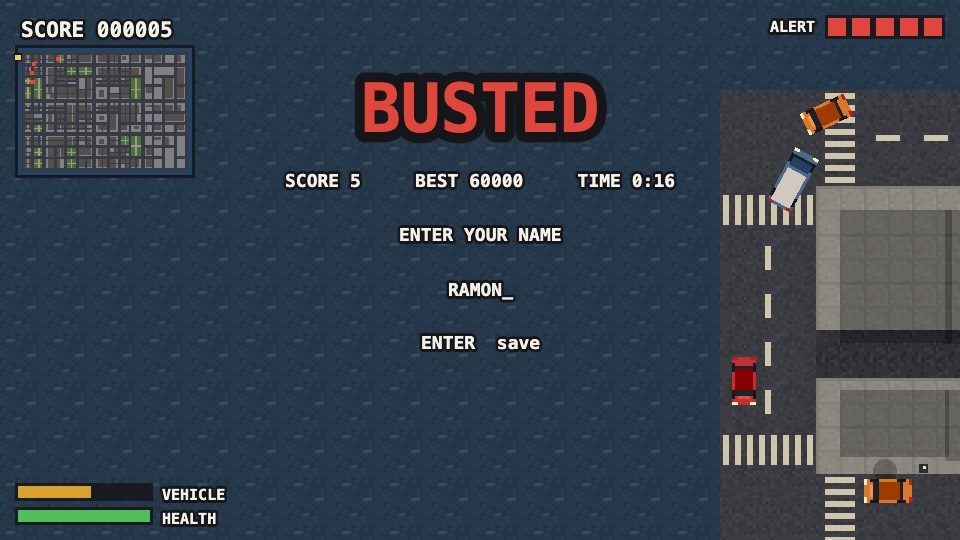 SCORE 000005
ALERT
BUSTED
SCORE 5 BEST 60000 TIME 0:16
ENTER YOUR NAME
RAMON_
ENTER save
VEHICLE
HEALTH